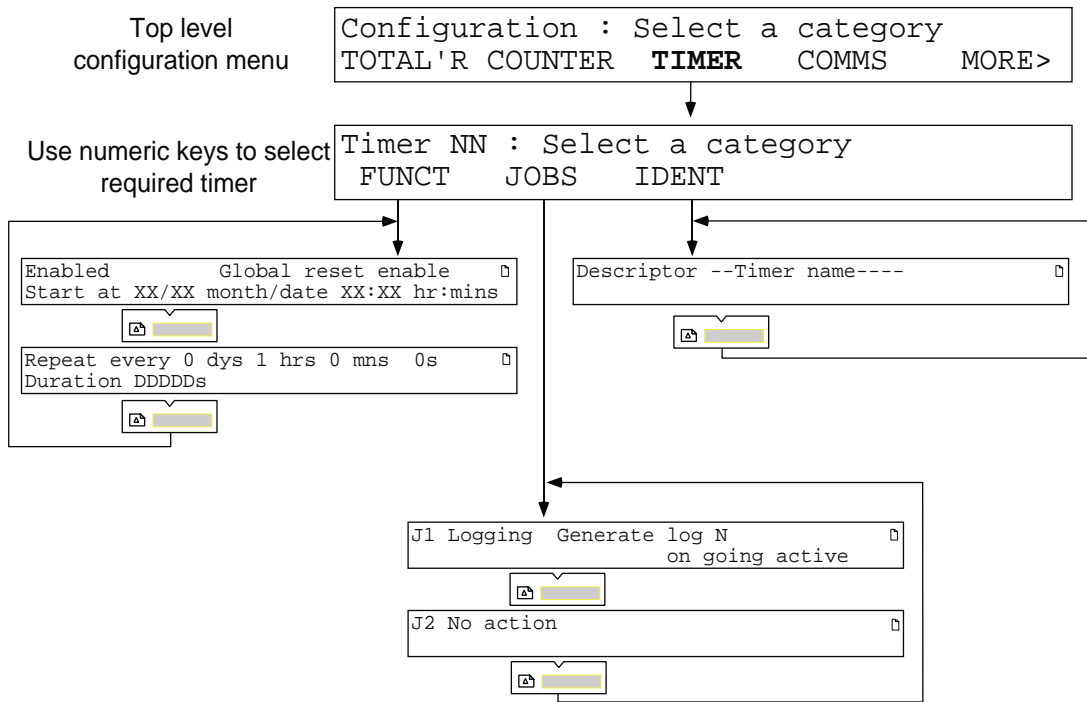 Top level
configuration menu
Configuration : Select a category
TOTAL'R COUNTER TIMER COMMS MORE>
Use numeric keys to select
required timer
Timer NN : Select a category
FUNCT JOBS IDENT
Enabled Global reset enable
Start at XX/XX month/date XX:XX hr:mins
Repeat every 0 dys 1 hrs 0 mns 0s
Duration DDDDDs
Descriptor --Timer name----
J1 Logging Generate log N
on going active
J2 No action